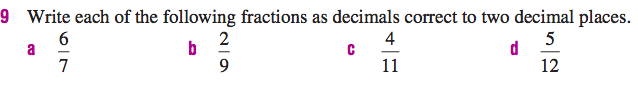 9 Write each of the following fractions as decimals correct to two decimal places.
a 6/7 b 2/9 c 4/11 d 5/12